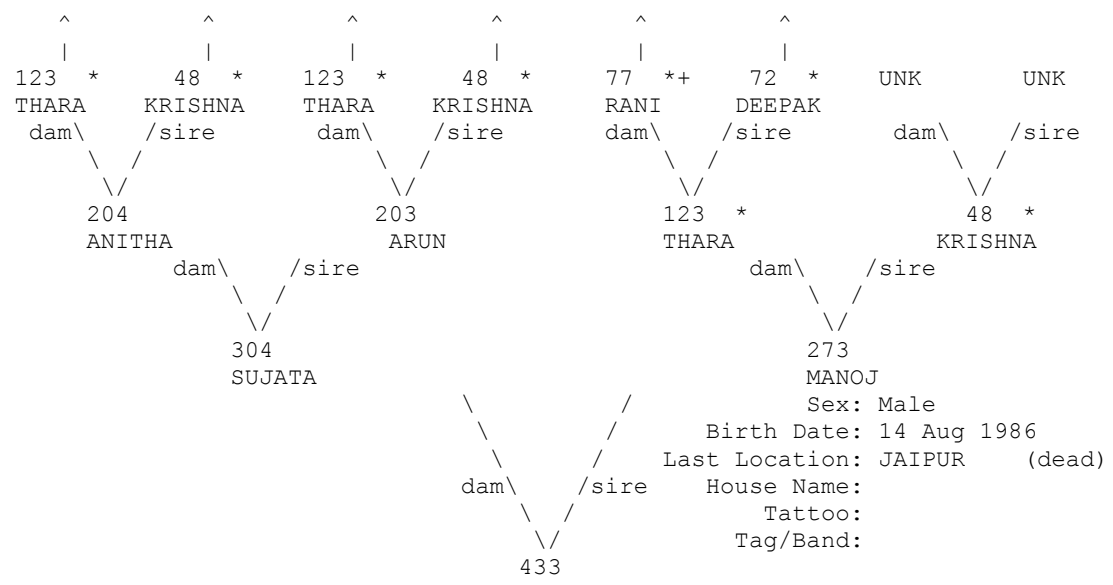 ^ ^ ^ ^ ^ ^
| | | | | |
123 * 48 * 123 * 48 * 77 *+ 72 * UNK UNK
THARA KRISHNA THARA KRISHNA RANI DEEPAK
dam\ /sire dam\ /sire dam\ /sire dam\ /sire
\ / \ / \ / \ /
\/ \/ \/ \/
204 203 123 * 48 *
ANITHA ARUN THARA KRISHNA
dam\ /sire dam\ /sire
\ / \ /
\/ \/
304 273
SUJATA MANOJ
\ / Sex: Male
\ / Birth Date: 14 Aug 1986
\ / Last Location: JAIPUR (dead)
dam\ /sire House Name:
\ / Tattoo:
\/ Tag/Band:
433